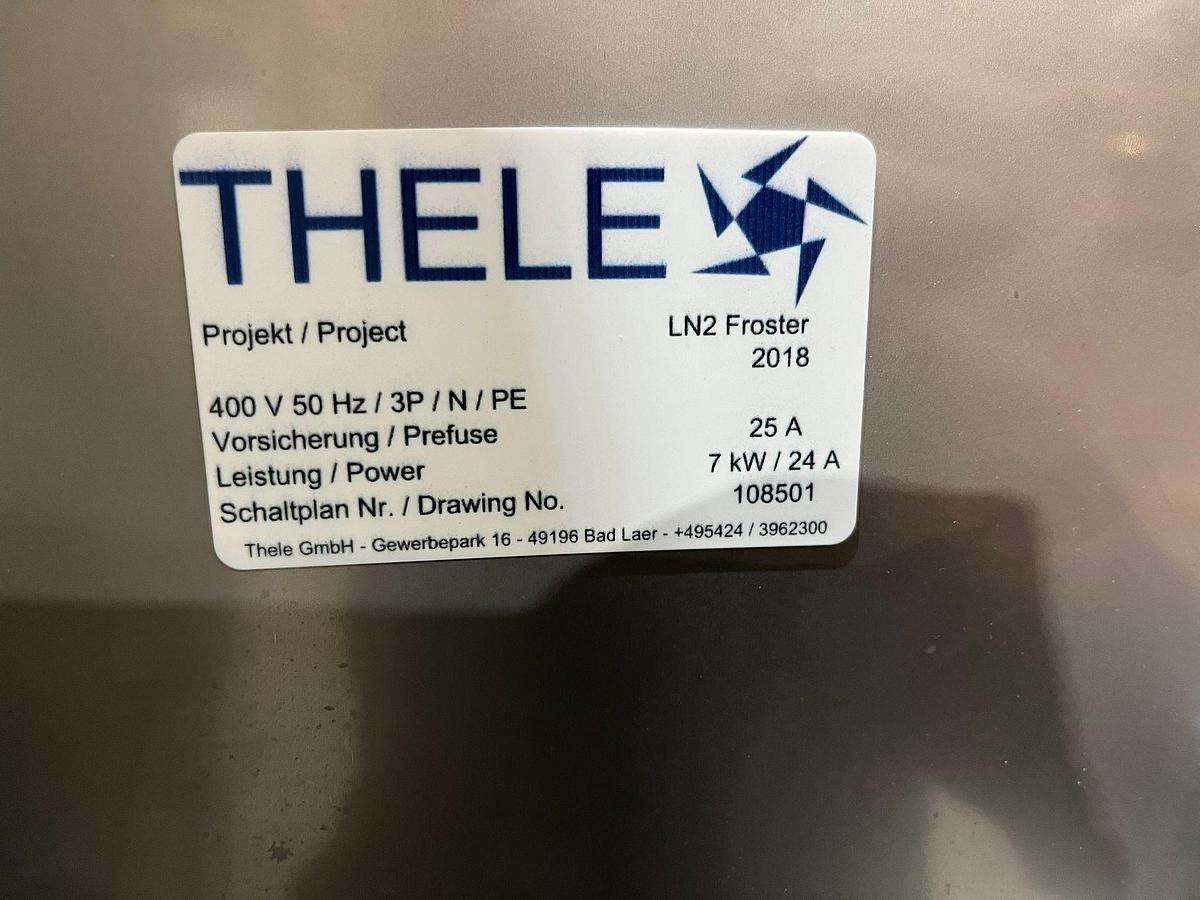 THELE
Projekt / Project LN2 Froster
2018
400 V 50 Hz / 3P / N / PE
Vorsicherung / Prefuse 25 A
Leistung / Power 7 kW / 24 A
Schaltplan Nr. / Drawing No. 108501
Thele GmbH - Gewerbepark 16 - 49196 Bad Laer - +495424 / 3962300